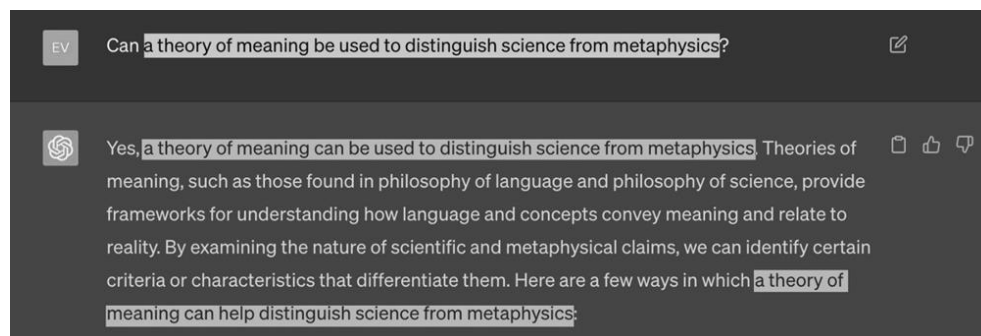 EV
Can a theory of meaning be used to distinguish science from metaphysics?
Yes, a theory of meaning can be used to distinguish science from metaphysics. Theories of
meaning, such as those found in philosophy of language and philosophy of science, provide
frameworks for understanding how language and concepts convey meaning and relate to
reality. By examining the nature of scientific and metaphysical claims, we can identify certain
criteria or characteristics that differentiate them. Here are a few ways in which a theory of
meaning can help distinguish science from metaphysics: